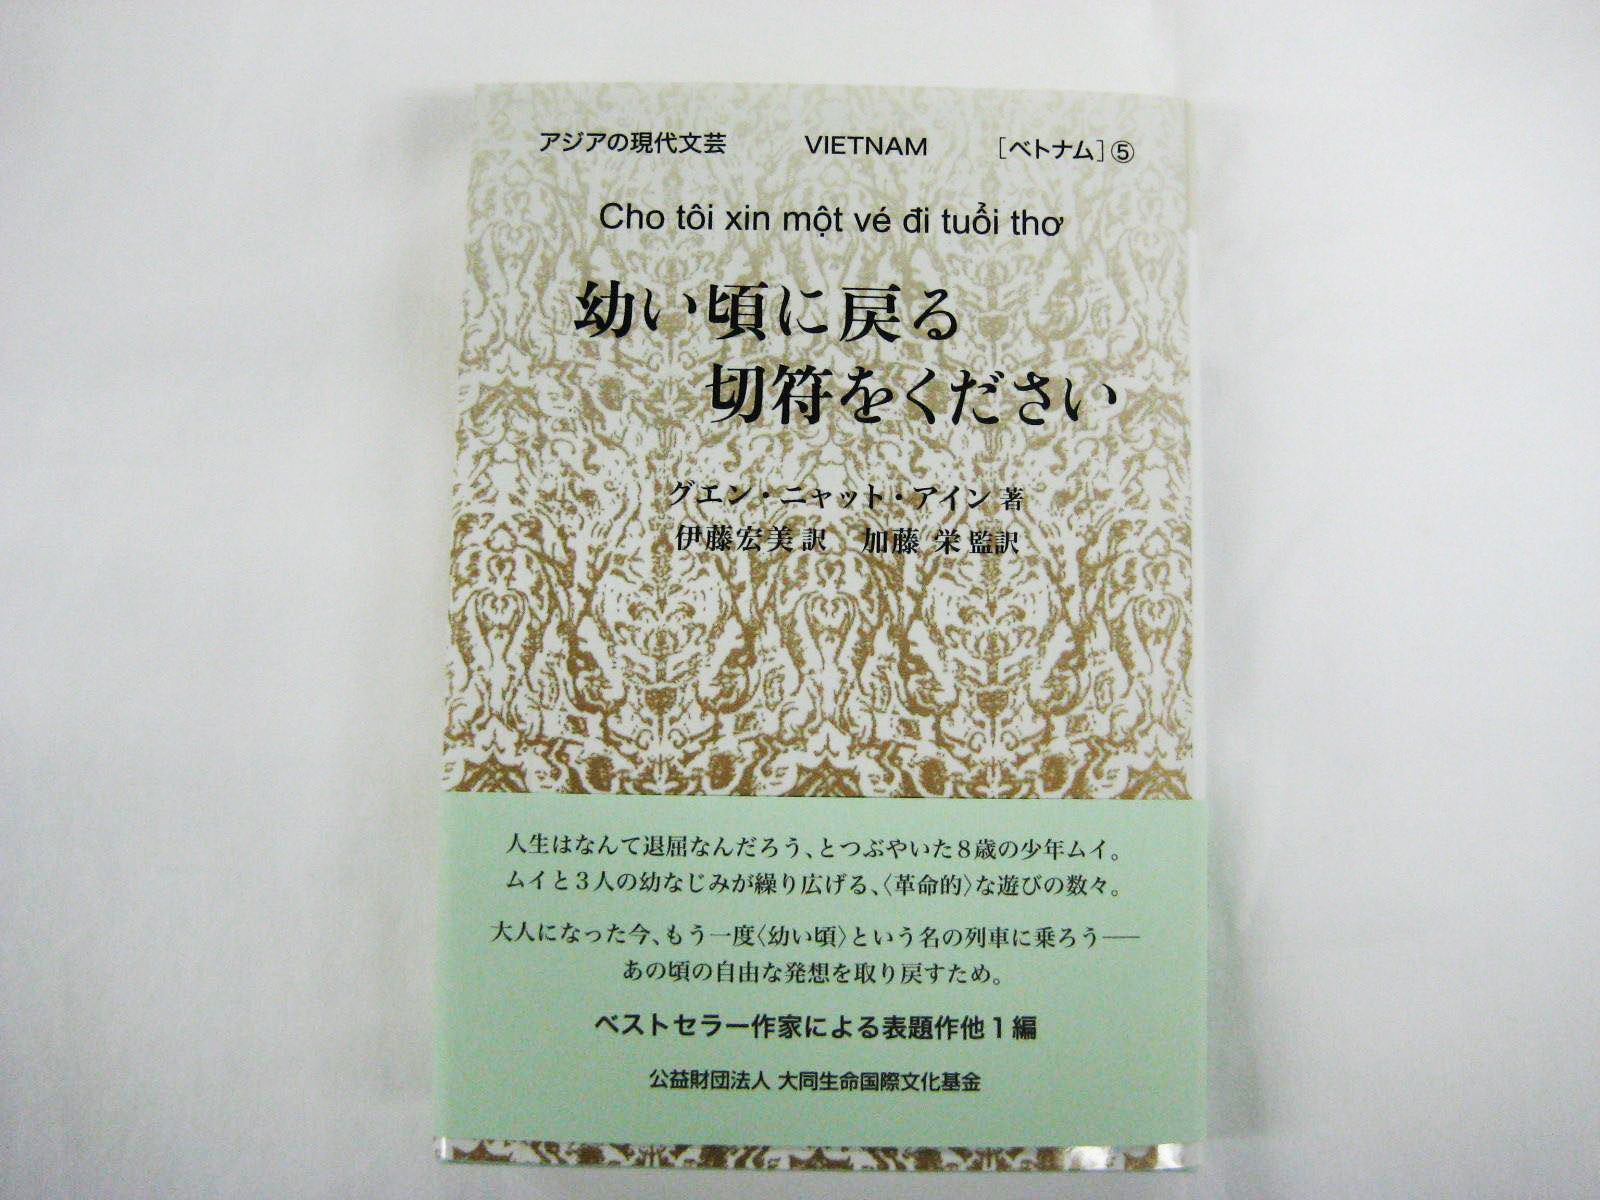 アジアの現代文芸 VIETNAM [ベトナム]⑤
Cho tôi xin một vé đi tuổi thơ
幼い頃に戻る
切符をください
グエン・ニャット・アイン 著
伊藤宏美 訳 加藤 栄 監訳
人生はなんて退屈なんだろう、とつぶやいた8歳の少年ムイ。
ムイと3人の幼なじみが繰り広げる、〈革命的〉な遊びの数々。
大人になった今、もう一度〈幼い頃〉という名の列車に乗ろう──
あの頃の自由な発想を取り戻すため。
ベストセラー作家による表題作他1編
公益財団法人 大同生命国際文化基金